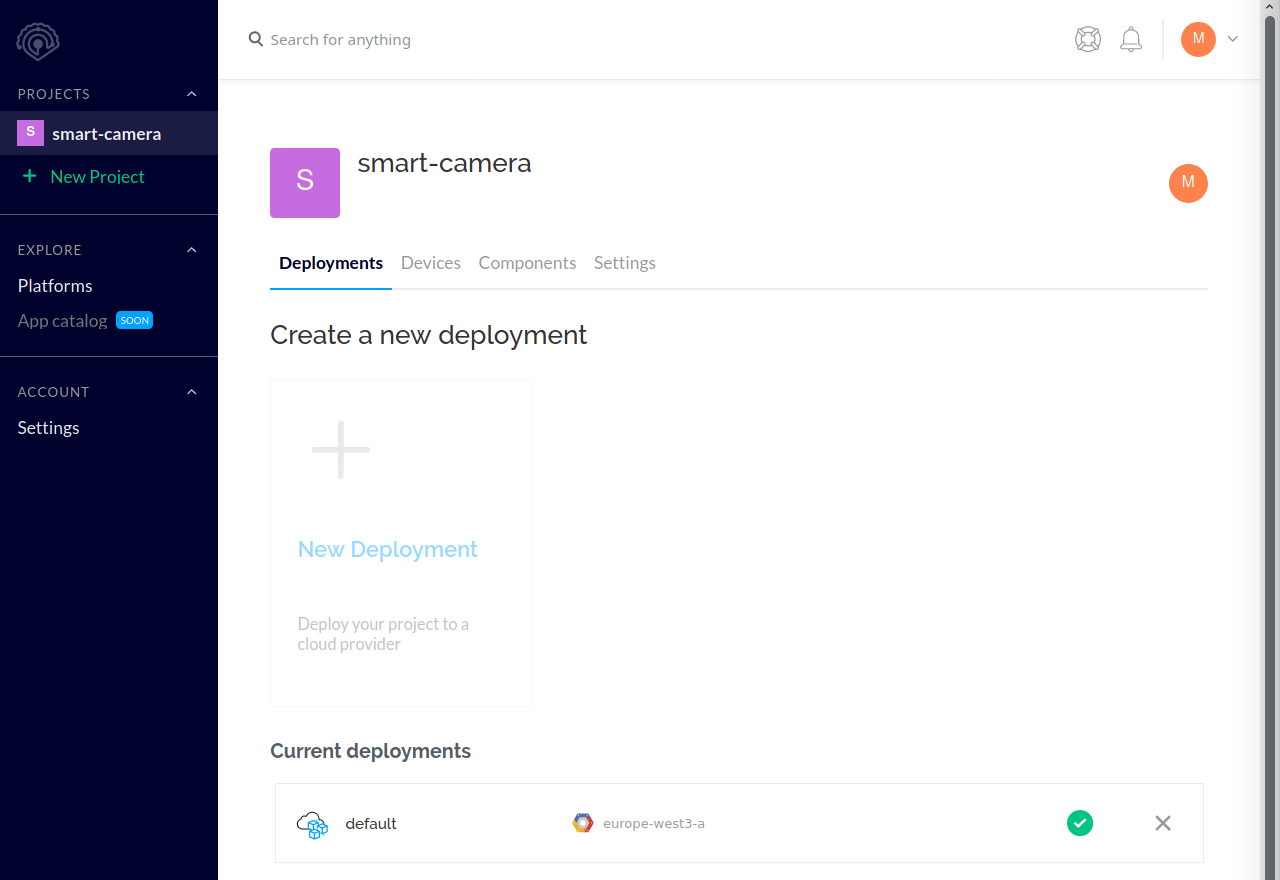 Search for anything
M
PROJECTS
S smart-camera
+ New Project
EXPLORE
Platforms
App catalog SOON
ACCOUNT
Settings
S
smart-camera
M
Deployments Devices Components Settings
Create a new deployment
New Deployment
Deploy your project to a
cloud provider
Current deployments
default europe-west3-a